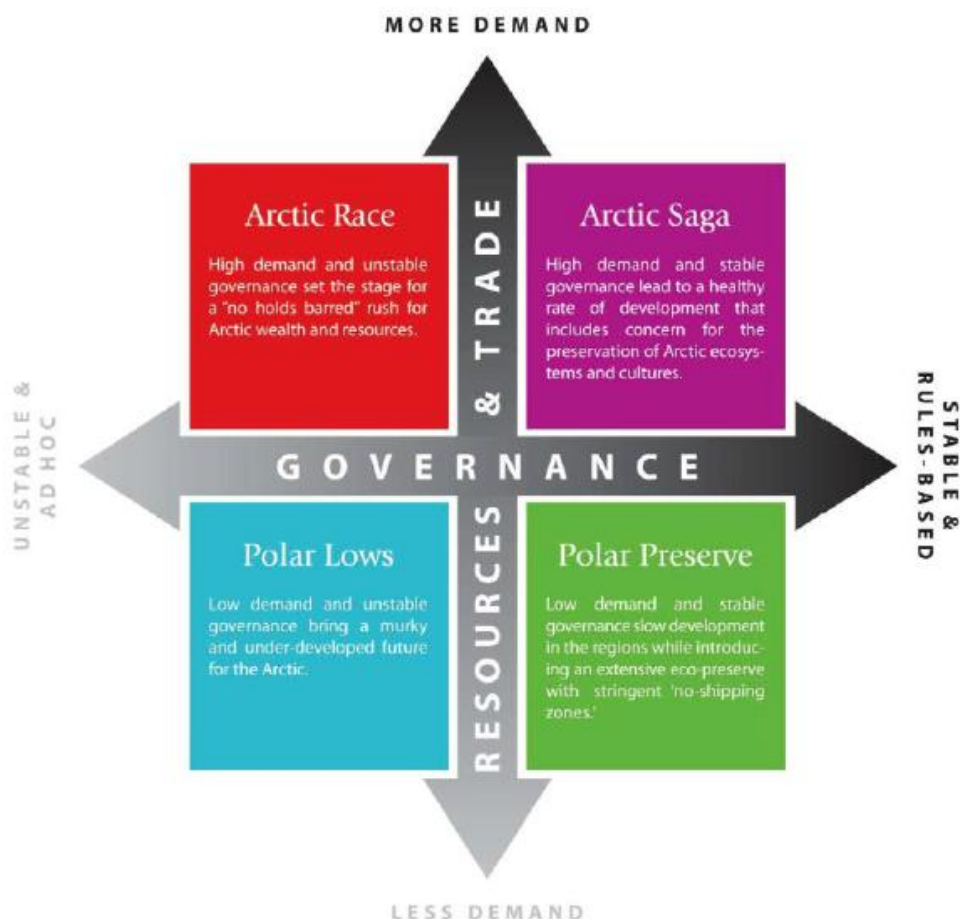 MORE DEMAND
Arctic Race
High demand and unstable
governance set the stage for
a "no holds barred" rush for
Arctic wealth and resources.
Arctic Saga
High demand and stable
governance lead to a healthy
rate of development that
includes concern for the
preservation of Arctic ecosys-
tems and cultures.
RESOURCES & TRADE
UNSTABLE &
AD HOC
GOVERNANCE
STABLE &
RULES-BASED
Polar Lows
Low demand and unstable
governance bring a murky
and under-developed future
for the Arctic.
Polar Preserve
Low demand and stable
governance slow development
in the regions while introduc-
ing an extensive eco-preserve
with stringent 'no-shipping
zones.'
LESS DEMAND